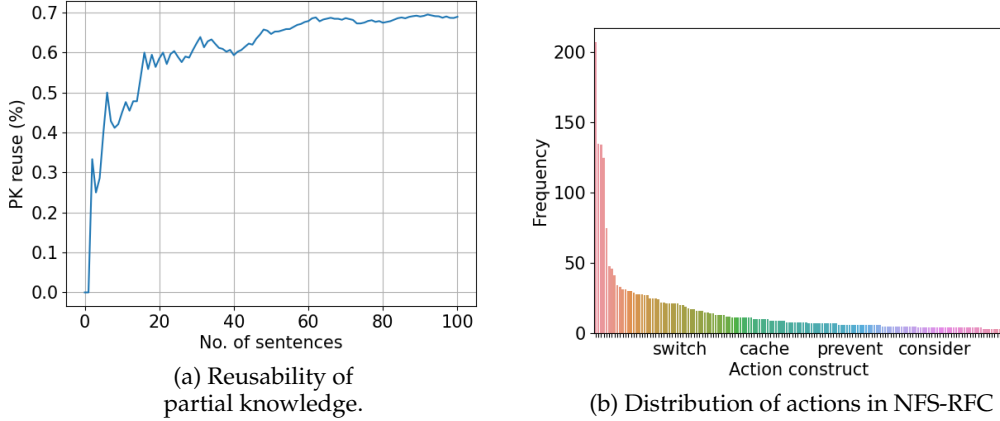 0.7
0.6
0.5
0.4
0.3
0.2
0.1
0.0
PK reuse (%)
0 20 40 60 80 100
No. of sentences
(a) Reusability of
partial knowledge.
200
150
100
50
0
Frequency
switch cache prevent consider
Action construct
(b) Distribution of actions in NFS-RFC